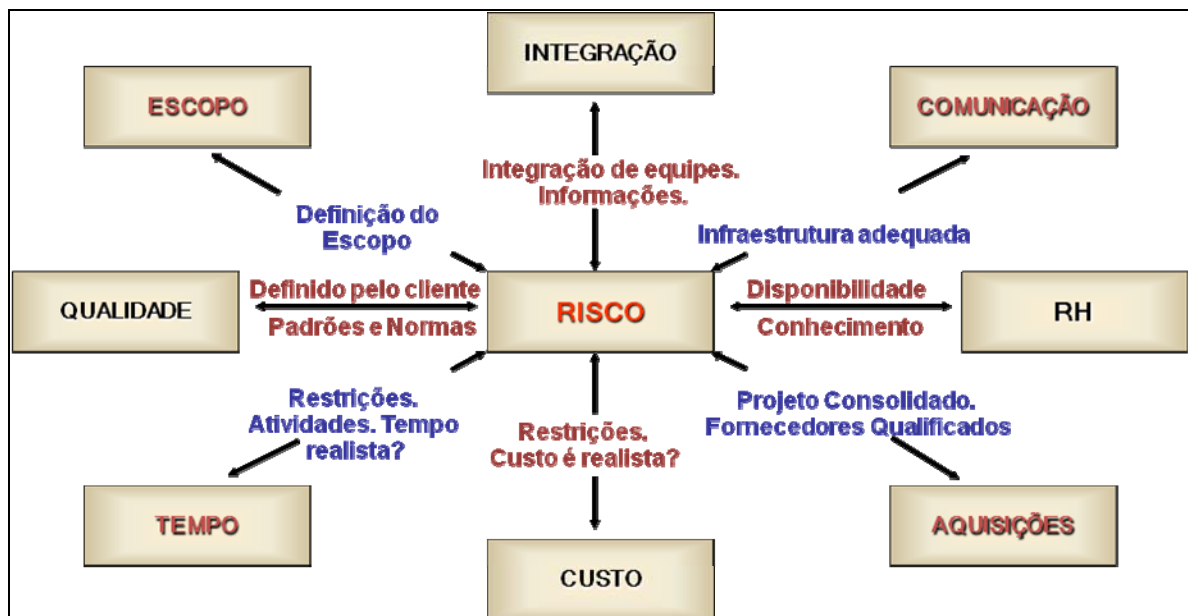 INTEGRAÇÃO
ESCOPO
COMUNICAÇÃO
Integração de equipes.
Informações.
Definição do
Escopo
Infraestrutura adequada
QUALIDADE
Definido pelo cliente
Padrões e Normas
RISCO
Disponibilidade
Conhecimento
RH
Restrições.
Atividades. Tempo
realista?
Restrições.
Custo é realista?
Projeto Consolidado.
Fornecedores Qualificados
TEMPO
CUSTO
AQUISIÇÕES